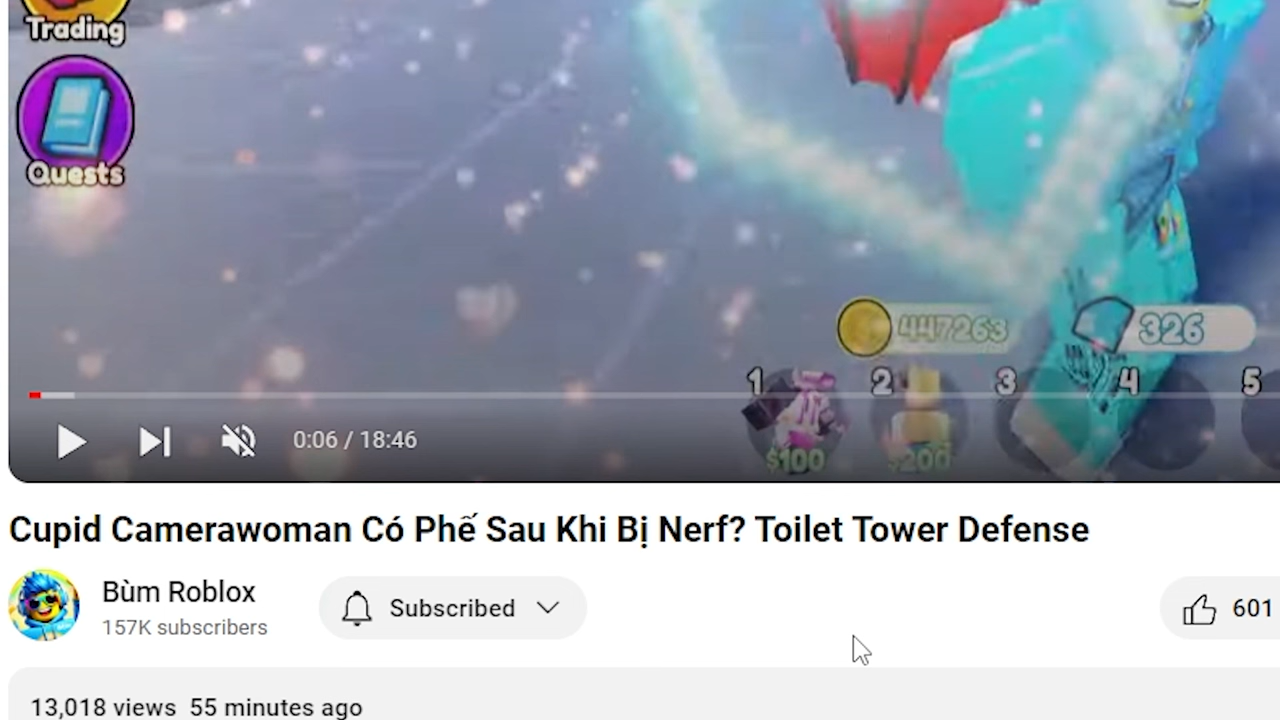 Trading
Quests
447263
326
1
2
3
4
5
$100
$200
0:06 / 18:46
Cupid Camerawoman Có Phế Sau Khi Bị Nerf? Toilet Tower Defense
Bùm Roblox
Subscribed
601
157K subscribers
13,018 views 55 minutes ago